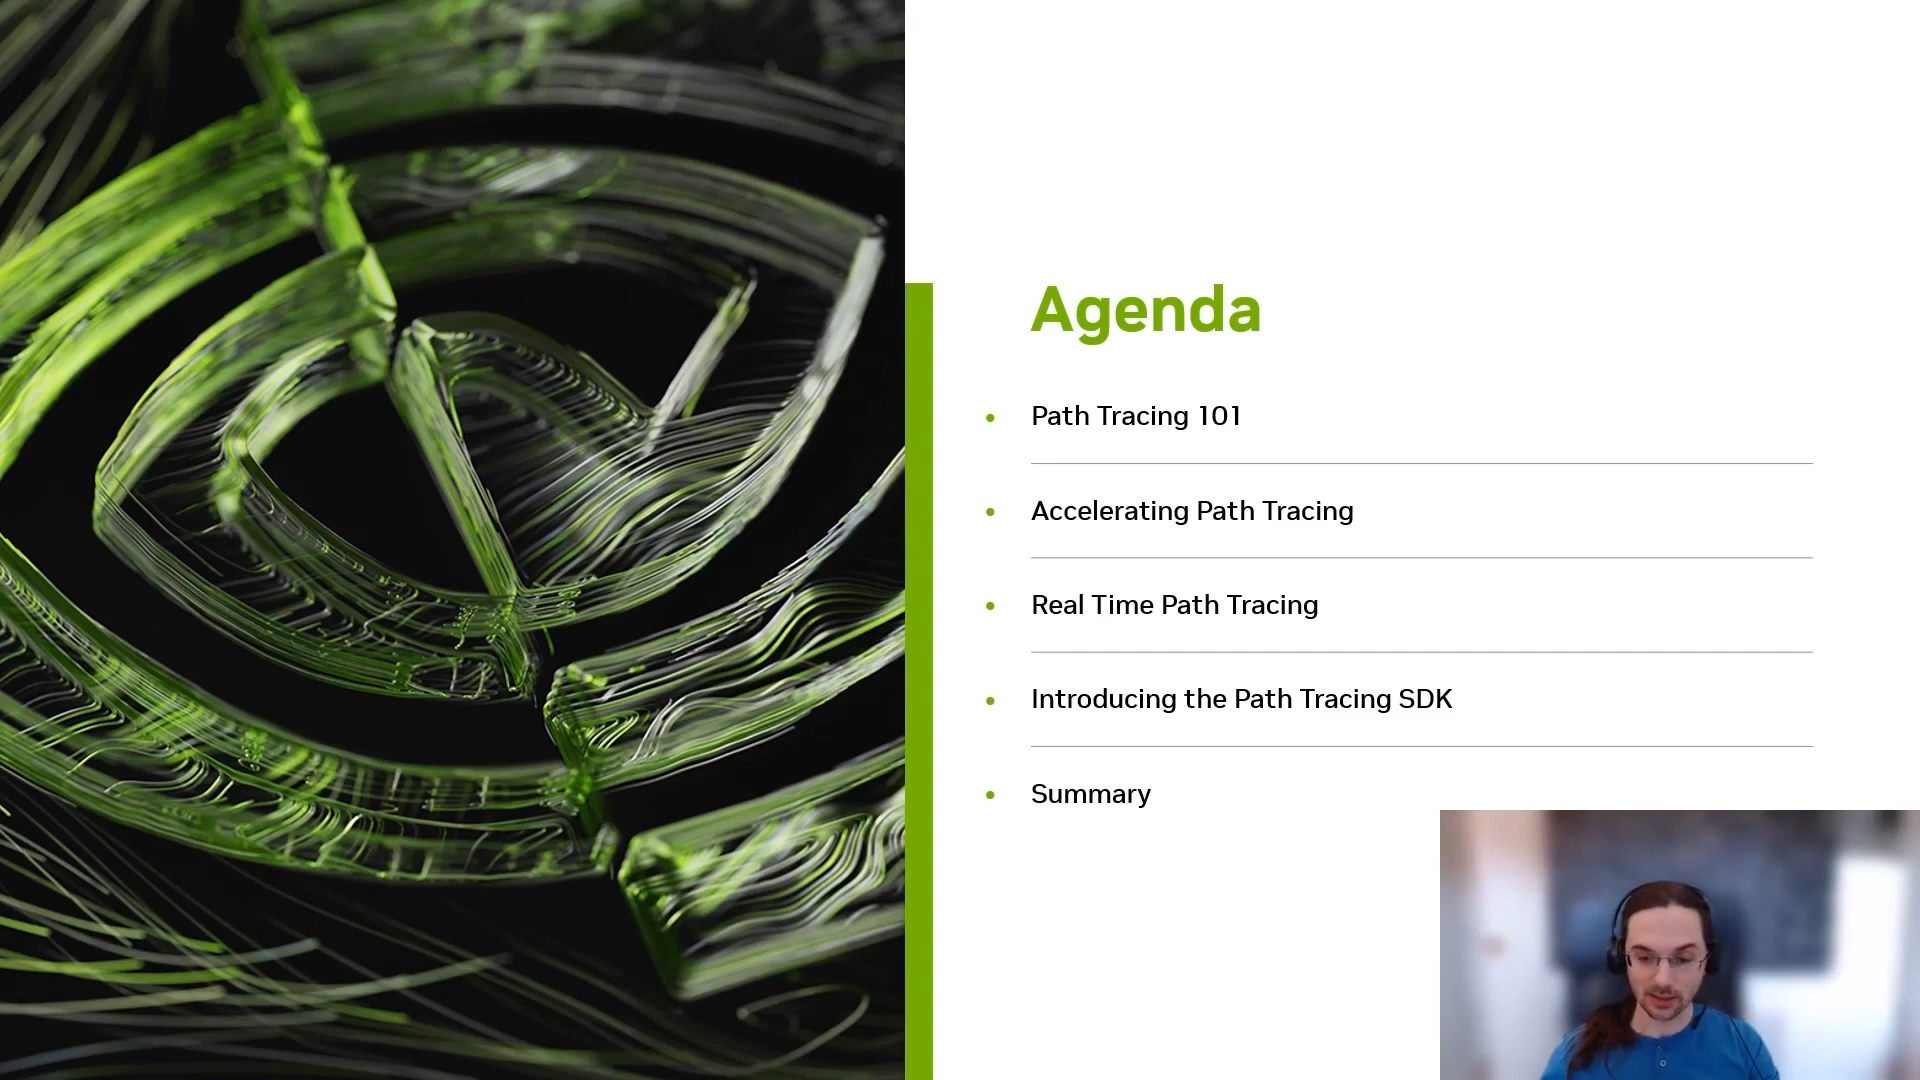 Agenda
Path Tracing 101
Accelerating Path Tracing
Real Time Path Tracing
Introducing the Path Tracing SDK
Summary